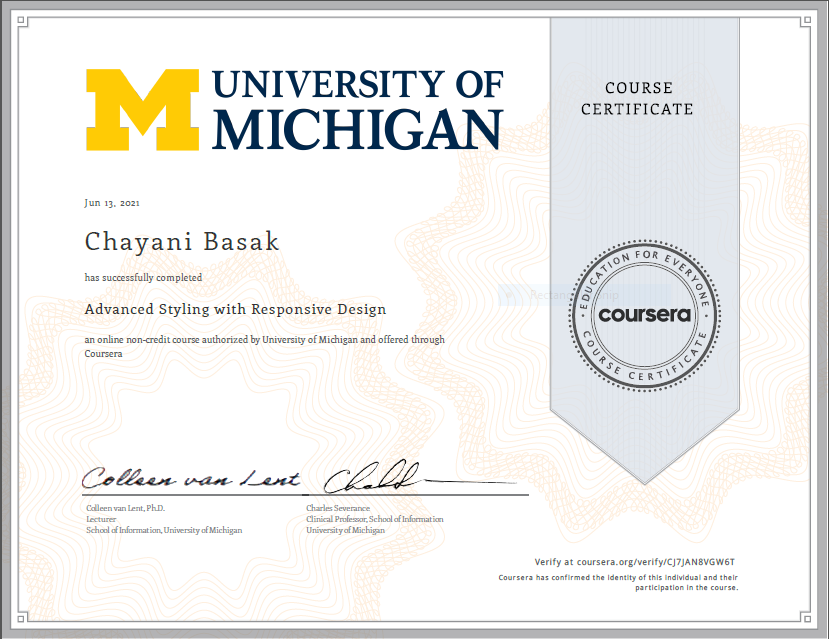 UNIVERSITY OF
MICHIGAN
COURSE
CERTIFICATE
Jun 13, 2021
Chayani Basak
has successfully completed
Advanced Styling with Responsive Design
an online non-credit course authorized by University of Michigan and offered through
Coursera
EDUCATION FOR EVERYONE
coursera
COURSE CERTIFICATE
Colleen van Lent
Colleen van Lent, Ph.D.
Lecturer
School of Information, University of Michigan
Charles Severance
Clinical Professor, School of Information
University of Michigan
Verify at coursera.org/verify/CJ7JAN8VGW6T
Coursera has confirmed the identity of this individual and their
participation in the course.